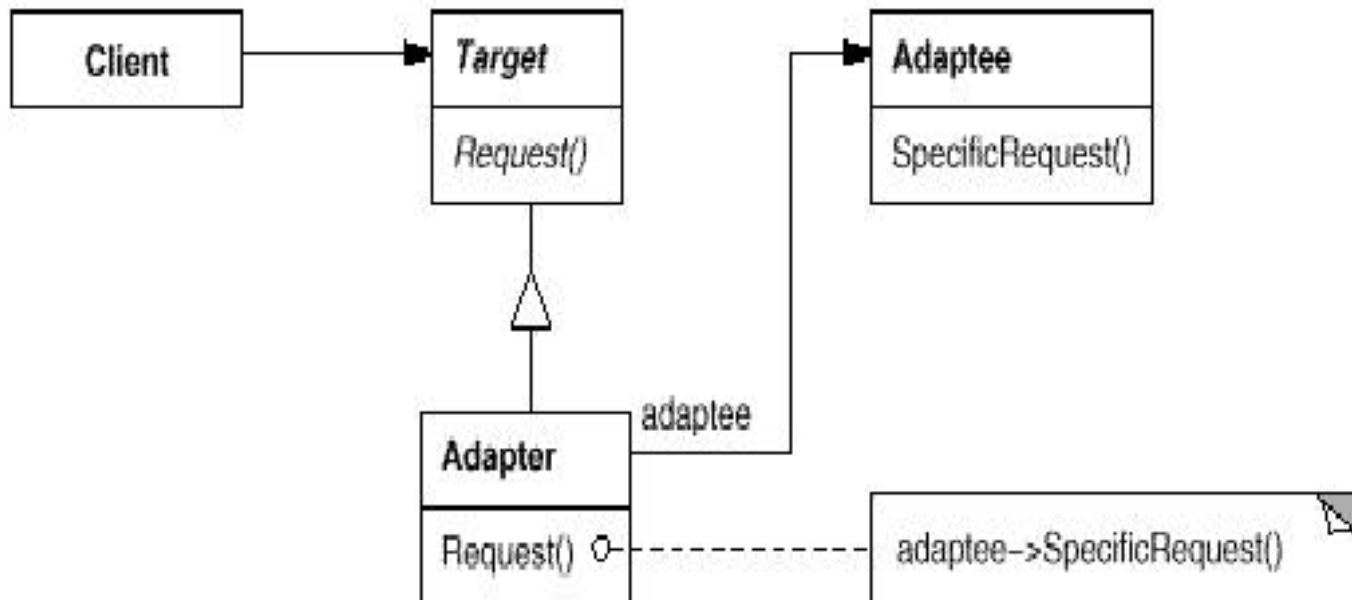 Client
Target
Request()
Adaptee
SpecificRequest()
adaptee
Adapter
Request()
adaptee->SpecificRequest()